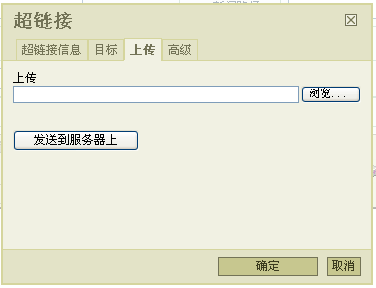 超链接
超链接信息 目标 上传 高级
上传
浏览...
发送到服务器上
确定 取消